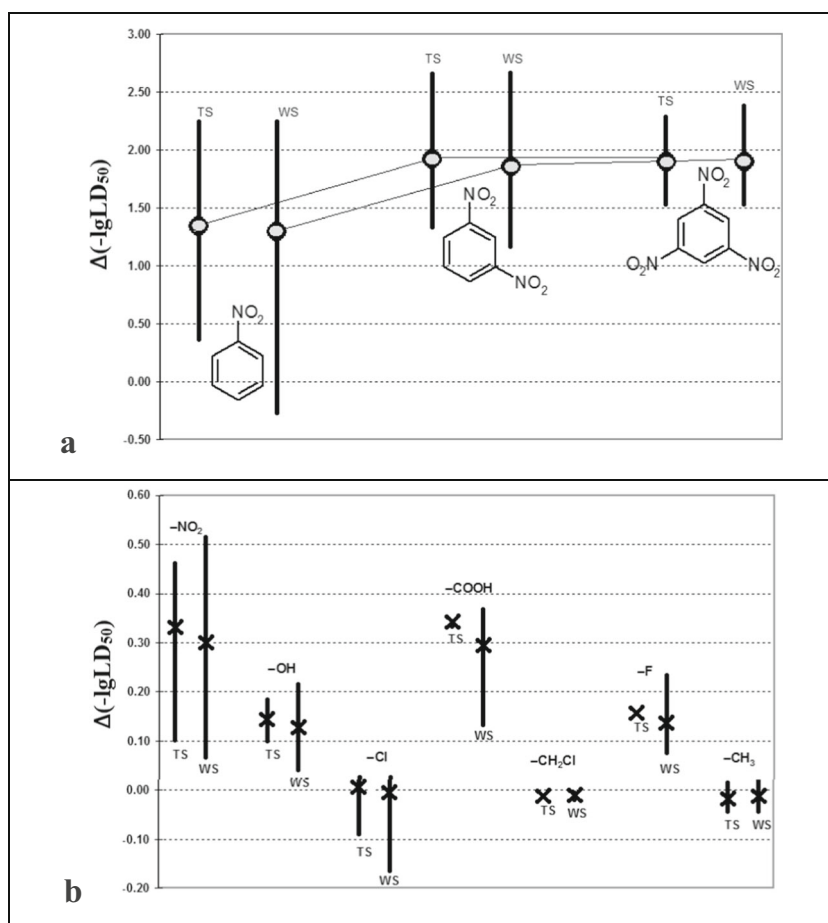 3.00
TS
WS
2.50
TS
WS
TS
WS
2.00
NO₂
NO₂
Δ(-lgLD₅₀)
1.50
1.00
NO₂
O₂N
NO₂
NO₂
0.50
0.00
-0.50
a
0.60
–NO₂
0.50
–COOH
0.40
Δ(-lgLD₅₀)
TS
0.30
–OH
–F
0.20
TS
WS
–Cl
–CH₂Cl
–CH₃
0.10
TS
WS
TS
WS
0.00
TS
WS
TS
WS
TS
WS
-0.10
-0.20
b